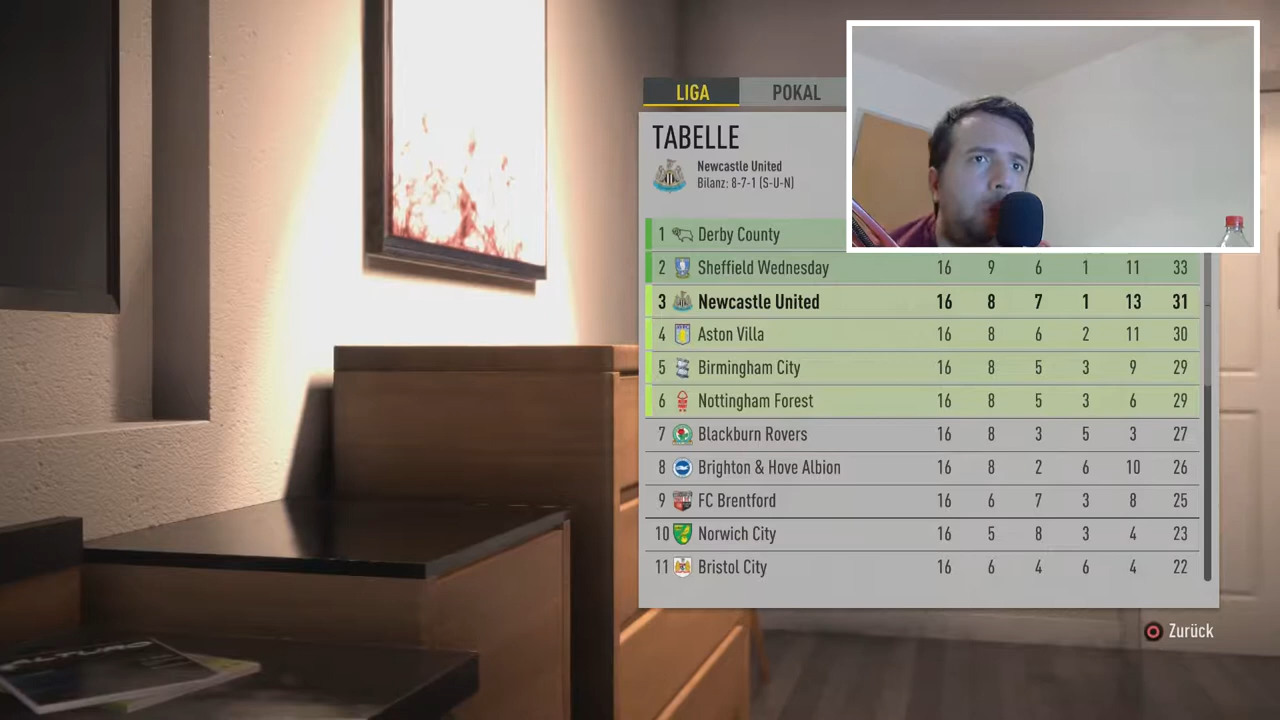 LIGA POKAL
TABELLE
Newcastle United
Bilanz: 8-7-1 (S-U-N)
1 Derby County
2 Sheffield Wednesday 16 9 6 1 11 33
3 Newcastle United 16 8 7 1 13 31
4 Aston Villa 16 8 6 2 11 30
5 Birmingham City 16 8 5 3 9 29
6 Nottingham Forest 16 8 5 3 6 29
7 Blackburn Rovers 16 8 3 5 3 27
8 Brighton & Hove Albion 16 8 2 6 10 26
9 FC Brentford 16 6 7 3 8 25
10 Norwich City 16 5 8 3 4 23
11 Bristol City 16 6 4 6 4 22
Zurück